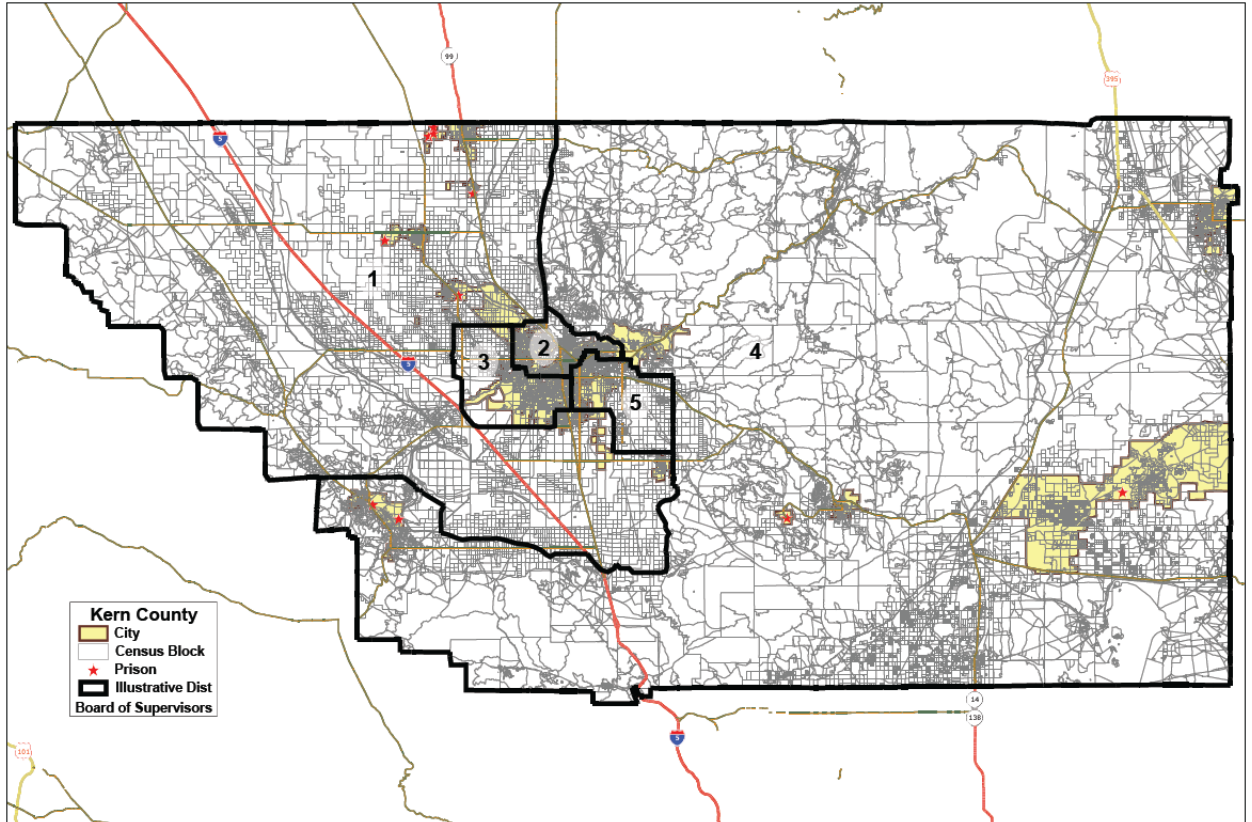 99
395
5
1
3
2
4
5
5
Kern County
City
Census Block
Prison
Illustrative Dist
Board of Supervisors
14
138
5
101